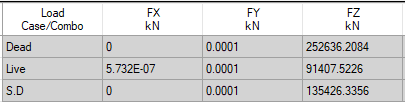 Load FX FY FZ
Case/Combo kN kN kN
Dead 0 0.0001 252636.2084
Live 5.732E-07 0.0001 91407.5226
S.D 0 0.0001 135426.3356